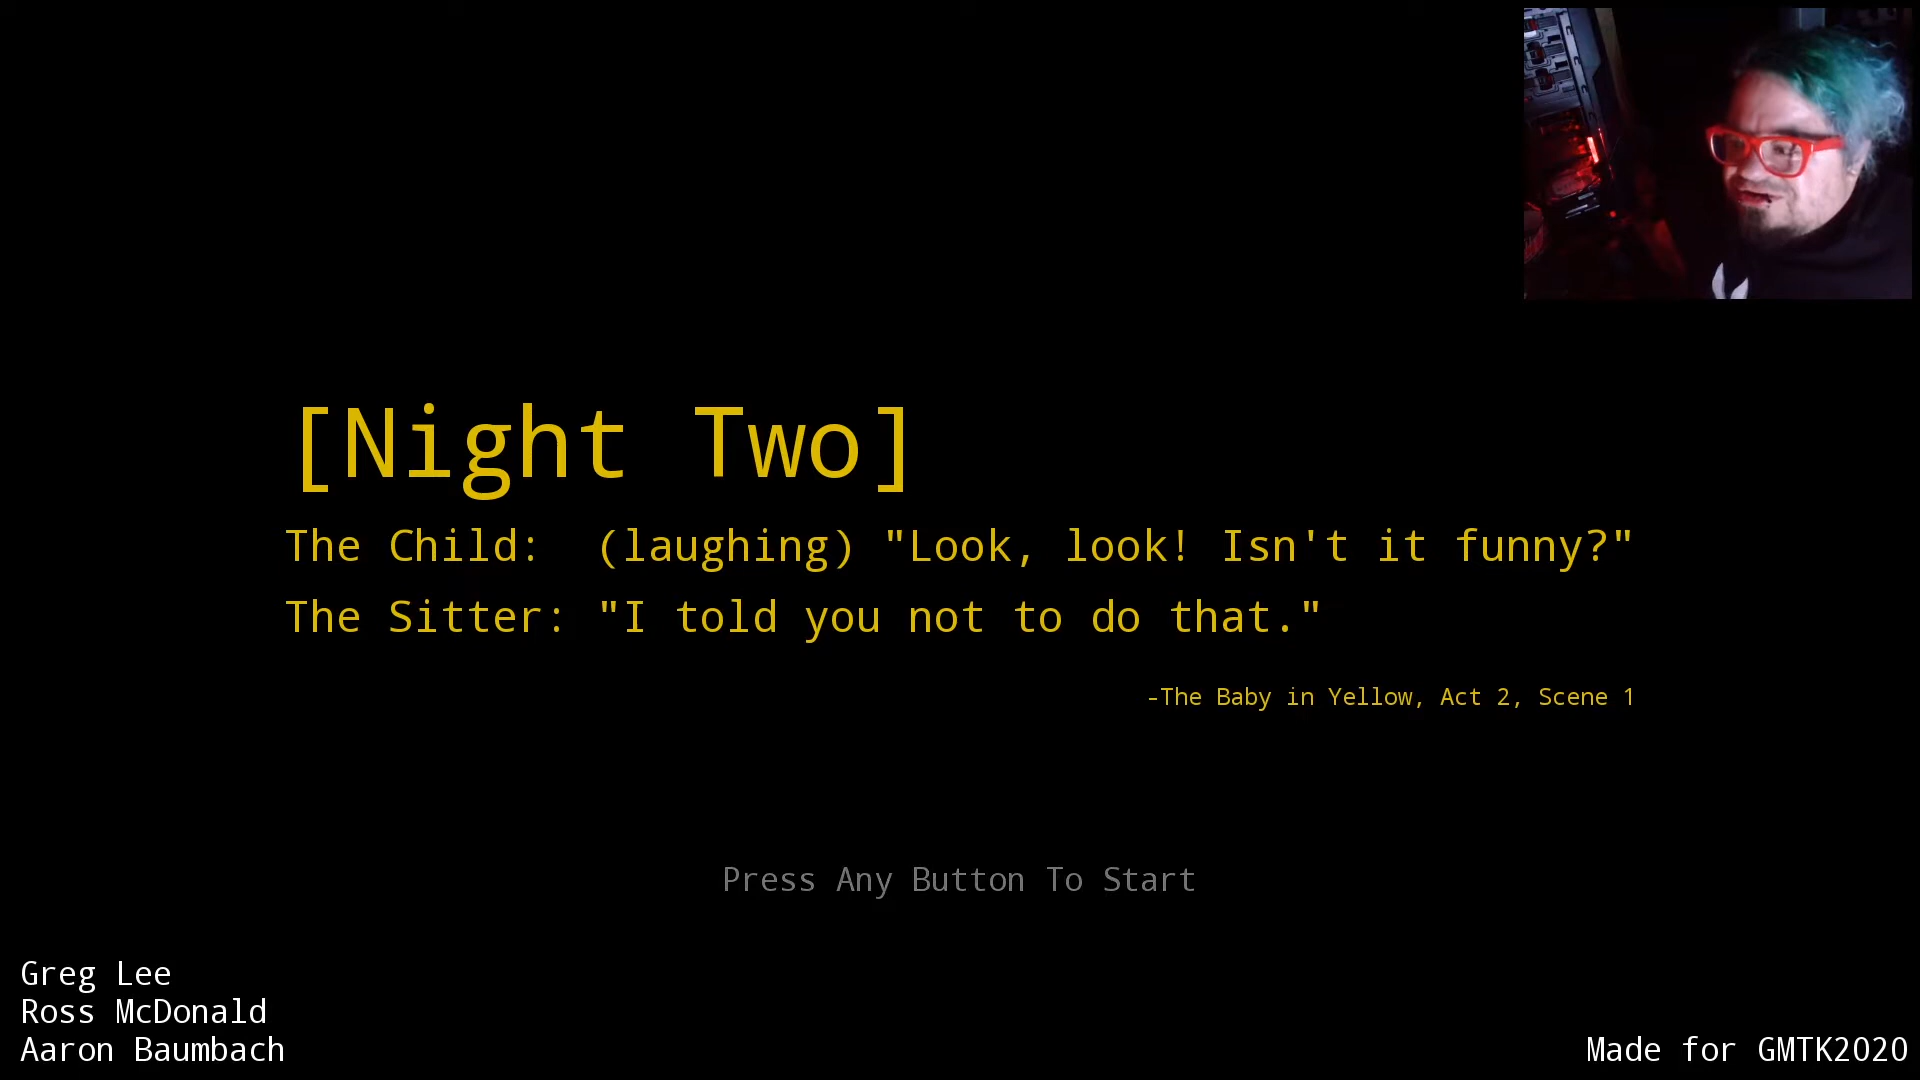 [Night Two]
The Child:  (laughing) "Look, look! Isn't it funny?"
The Sitter: "I told you not to do that."
-The Baby in Yellow, Act 2, Scene 1
Press Any Button To Start
Greg Lee
Ross McDonald
Aaron Baumbach
Made for GMTK2020